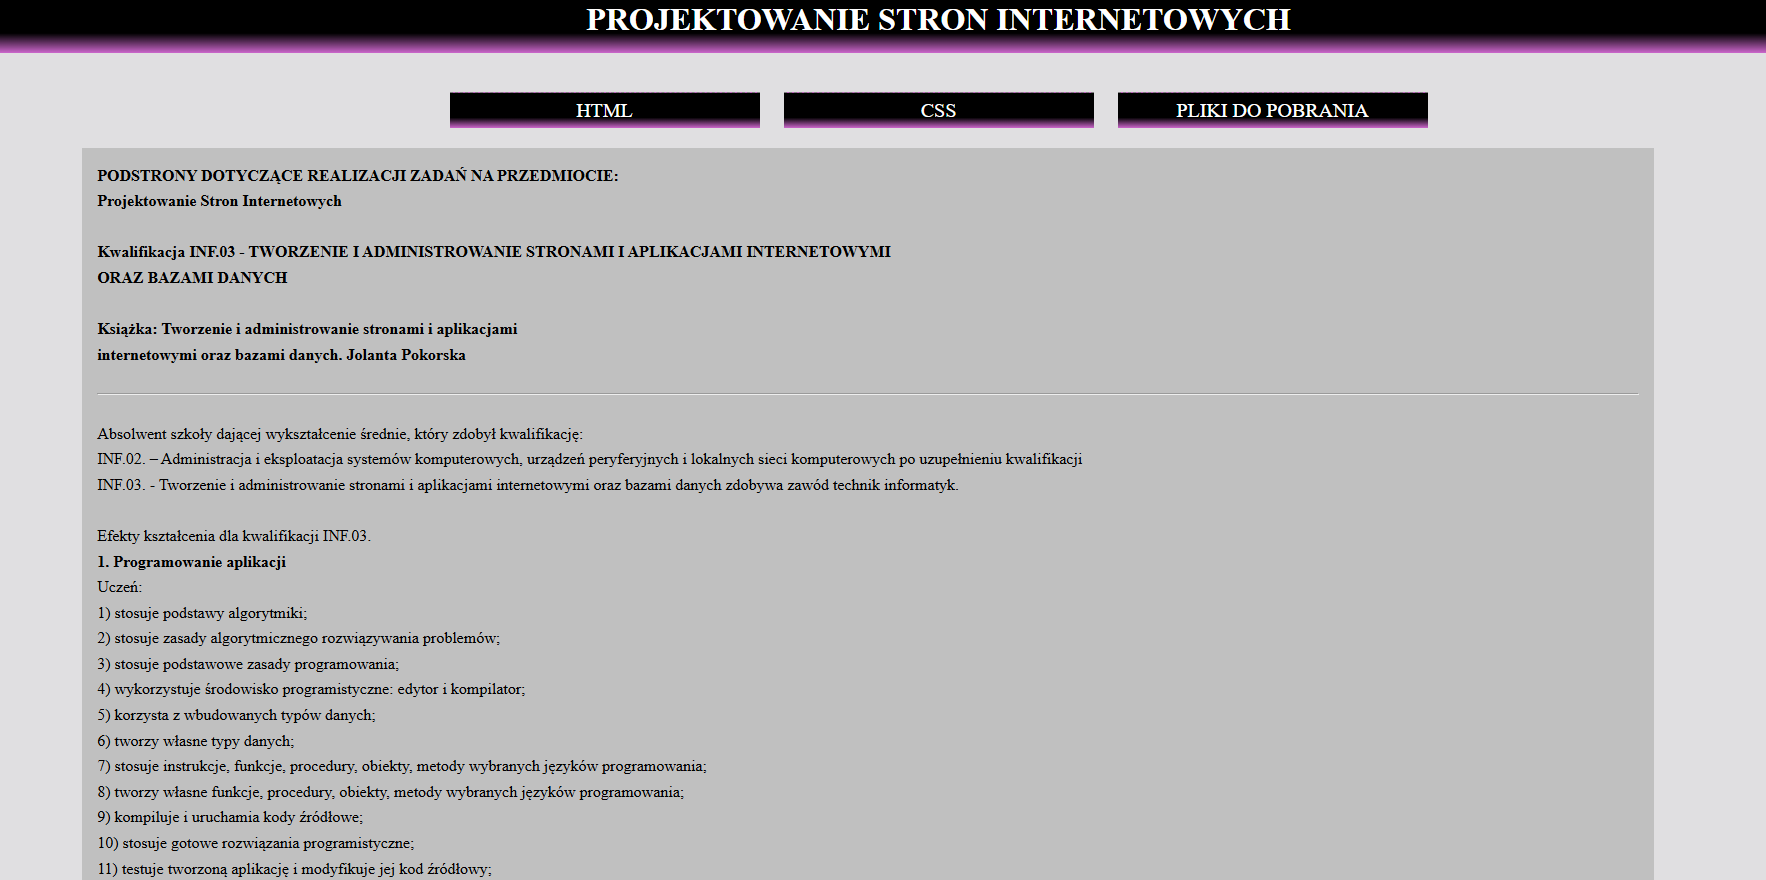 PROJEKTOWANIE STRON INTERNETOWYCH
HTML
CSS
PLIKI DO POBRANIA
PODSTRONY DOTYCZĄCE REALIZACJI ZADAŃ NA PRZEDMIOCIE:
Projektowanie Stron Internetowych
Kwalifikacja INF.03 - TWORZENIE I ADMINISTROWANIE STRONAMI I APLIKACJAMI INTERNETOWYMI
ORAZ BAZAMI DANYCH
Książka: Tworzenie i administrowanie stronami i aplikacjami
internetowymi oraz bazami danych. Jolanta Pokorska
Absolwent szkoły dającej wykształcenie średnie, który zdobył kwalifikację:
INF.02. – Administracja i eksploatacja systemów komputerowych, urządzeń peryferyjnych i lokalnych sieci komputerowych po uzupełnieniu kwalifikacji
INF.03. - Tworzenie i administrowanie stronami i aplikacjami internetowymi oraz bazami danych zdobywa zawód technik informatyk.
Efekty kształcenia dla kwalifikacji INF.03.
1. Programowanie aplikacji
Uczeń:
1) stosuje podstawy algorytmiki;
2) stosuje zasady algorytmicznego rozwiązywania problemów;
3) stosuje podstawowe zasady programowania;
4) wykorzystuje środowisko programistyczne: edytor i kompilator;
5) korzysta z wbudowanych typów danych;
6) tworzy własne typy danych;
7) stosuje instrukcje, funkcje, procedury, obiekty, metody wybranych języków programowania;
8) tworzy własne funkcje, procedury, obiekty, metody wybranych języków programowania;
9) kompiluje i uruchamia kody źródłowe;
10) stosuje gotowe rozwiązania programistyczne;
11) testuje tworzoną aplikację i modyfikuje jej kod źródłowy;